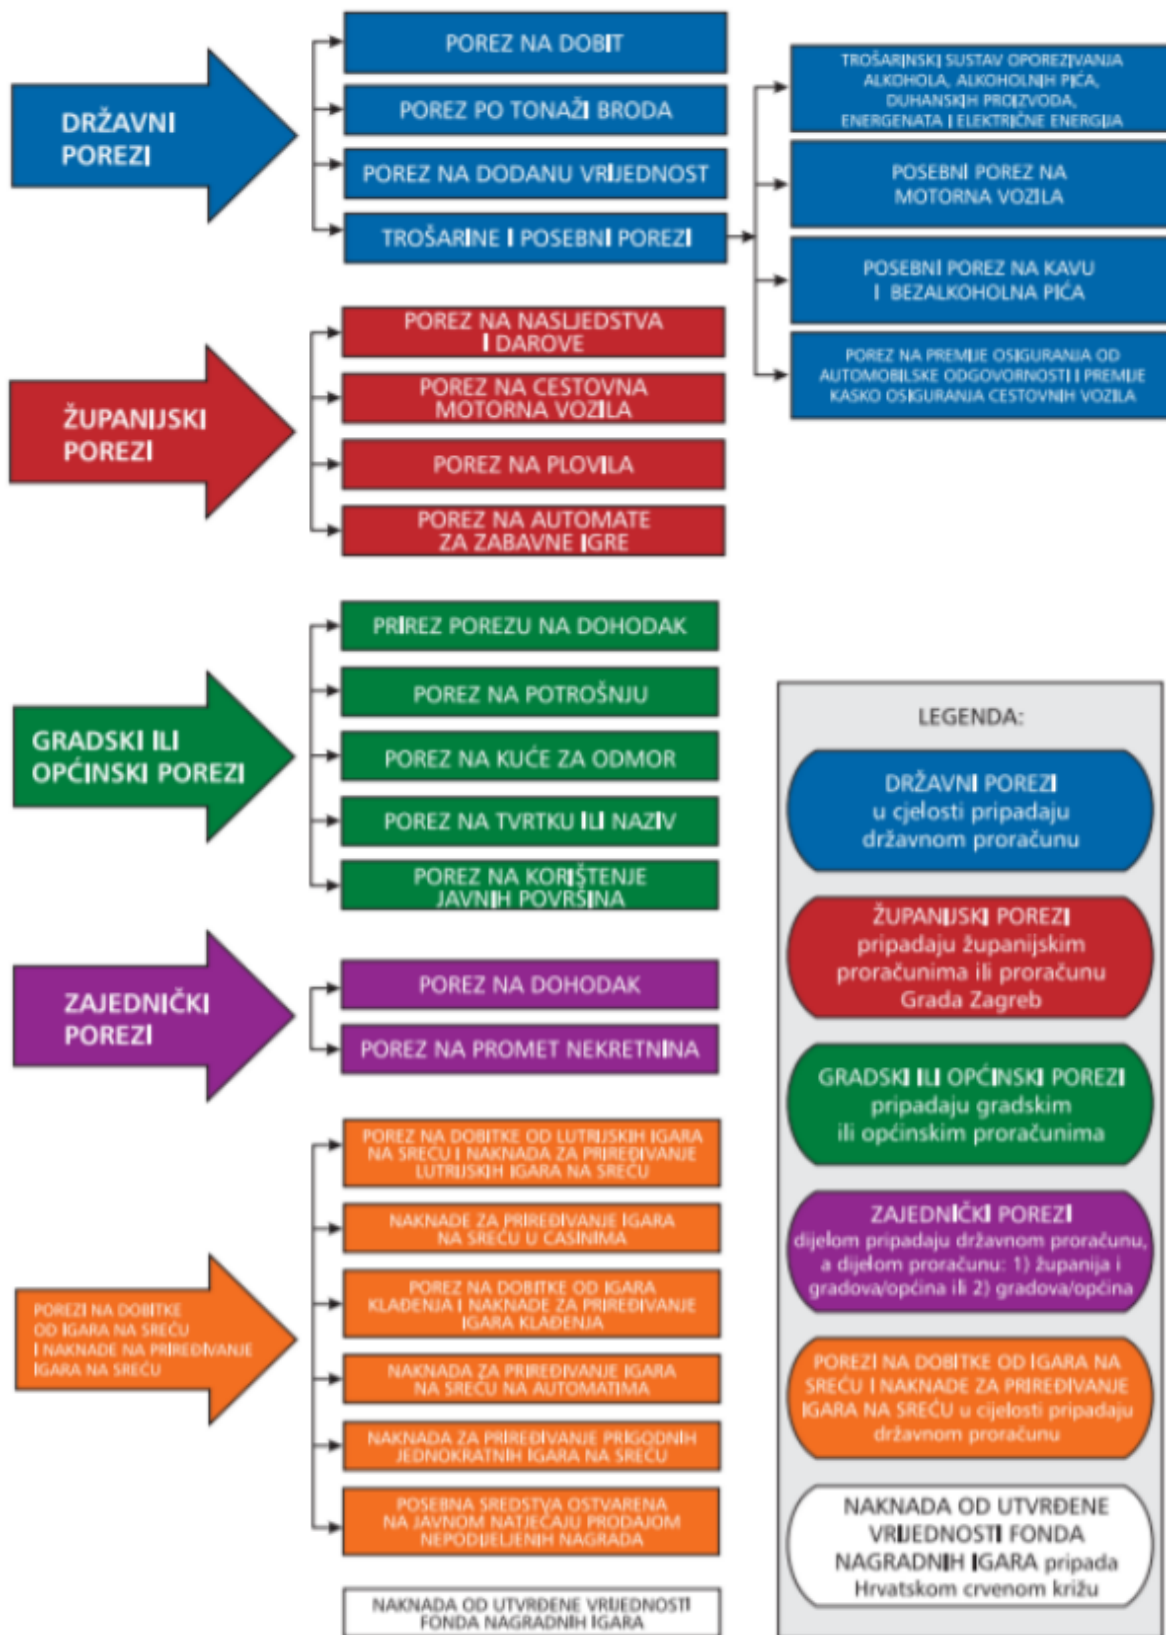 DRŽAVNI
POREZI
POREZ NA DOBIT
POREZ PO TONAŽI BRODA
POREZ NA DODANU VRIJEDNOST
TROŠARINE I POSEBNI POREZI
TROŠARINSKI SUSTAV OPOREZIVANJA
ALKOHOLA, ALKOHOLNIH PIĆA,
DUHANSKIH PROIZVODA,
ENERGENATA I ELEKTRIČNE ENERGIJA
POSEBNI POREZ NA
MOTORNA VOZILA
POSEBNI POREZ NA KAVU
I BEZALKOHOLNA PIĆA
POREZ NA PREMIJE OSIGURANJA OD
AUTOMOBILSKE ODGOVORNOSTI I PREMIJE
KASKO OSIGURANJA CESTOVNIH VOZILA
ŽUPANIJSKI
POREZI
POREZ NA NASLJEDSTVA
I DAROVE
POREZ NA CESTOVNA
MOTORNA VOZILA
POREZ NA PLOVILA
POREZ NA AUTOMATE
ZA ZABAVNE IGRE
GRADSKI ILI
OPĆINSKI POREZI
PRIREZ POREZU NA DOHODAK
POREZ NA POTROŠNJU
POREZ NA KUĆE ZA ODMOR
POREZ NA TVRTKU ILI NAZIV
POREZ NA KORIŠTENJE
JAVNIH POVRŠINA
ZAJEDNIČKI
POREZI
POREZ NA DOHODAK
POREZ NA PROMET NEKRETNINA
POREZI NA DOBITKE
OD IGARA NA SREĆU
I NAKNADE NA PRIREĐIVANJE
IGARA NA SREĆU
POREZ NA DOBITKE OD LUTRIJSKIH IGARA
NA SREĆU I NAKNADA ZA PRIREĐIVANJE
LUTRIJSKIH IGARA NA SREĆU
NAKNADE ZA PRIREĐIVANJE IGARA
NA SREĆU U CASINIMA
POREZ NA DOBITKE OD IGARA
KLAĐENJA I NAKNADE ZA PRIREĐIVANJE
IGARA KLAĐENJA
NAKNADA ZA PRIREĐIVANJE IGARA
NA SREĆU NA AUTOMATIMA
NAKNADA ZA PRIREĐIVANJE PRIGODNIH
JEDNOKRATNIH IGARA NA SREĆU
POSEBNA SREDSTVA OSTVARENA
NA JAVNOM NATJEČAJU PRODAJOM
NEPODIJELJENIH NAGRADA
NAKNADA OD UTVRĐENE VRIJEDNOSTI
FONDA NAGRADNIH IGARA
LEGENDA:
DRŽAVNI POREZI
u cjelosti pripadaju
državnom proračunu
ŽUPANIJSKI POREZI
pripadaju županijskim
proračunima ili proračunu
Grada Zagreb
GRADSKI ILI OPĆINSKI POREZI
pripadaju gradskim
ili općinskim proračunima
ZAJEDNIČKI POREZI
dijelom pripadaju državnom proračunu,
a dijelom proračunu: 1) županija i
gradova/općina ili 2) gradova/općina
POREZI NA DOBITKE OD IGARA NA
SREĆU I NAKNADE ZA PRIREĐIVANJE
IGARA NA SREĆU u cijelosti pripadaju
državnom proračunu
NAKNADA OD UTVRĐENE
VRIJEDNOSTI FONDA
NAGRADNIH IGARA pripada
Hrvatskom crvenom križu